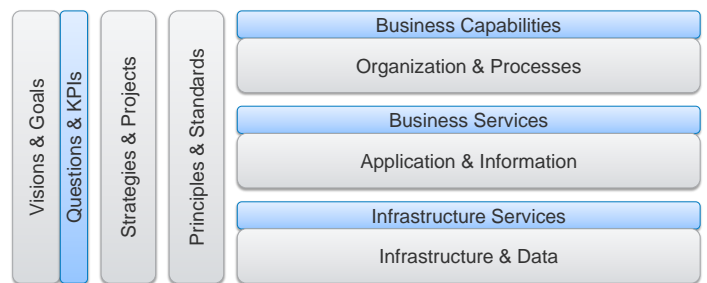 Visions & Goals
Questions & KPIs
Strategies & Projects
Principles & Standards
Business Capabilities
Organization & Processes
Business Services
Application & Information
Infrastructure Services
Infrastructure & Data